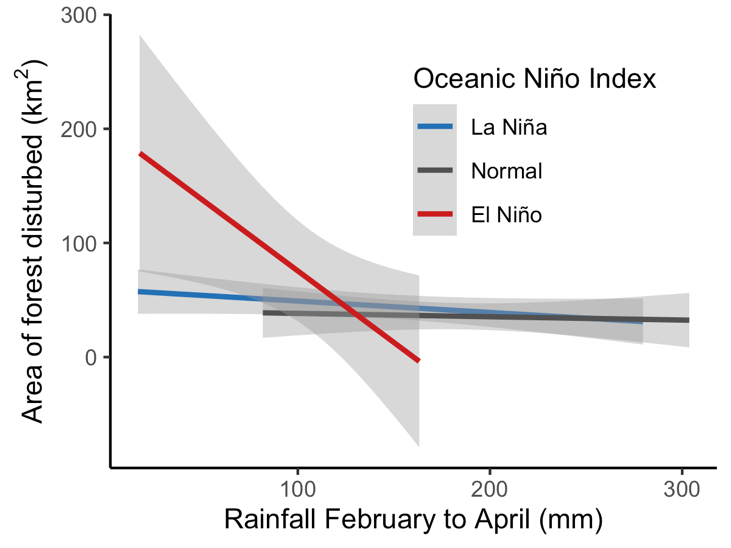 Oceanic Niño Index
La Niña
Normal
El Niño
Area of forest disturbed (km²)
300
200
100
0
100
200
300
Rainfall February to April (mm)